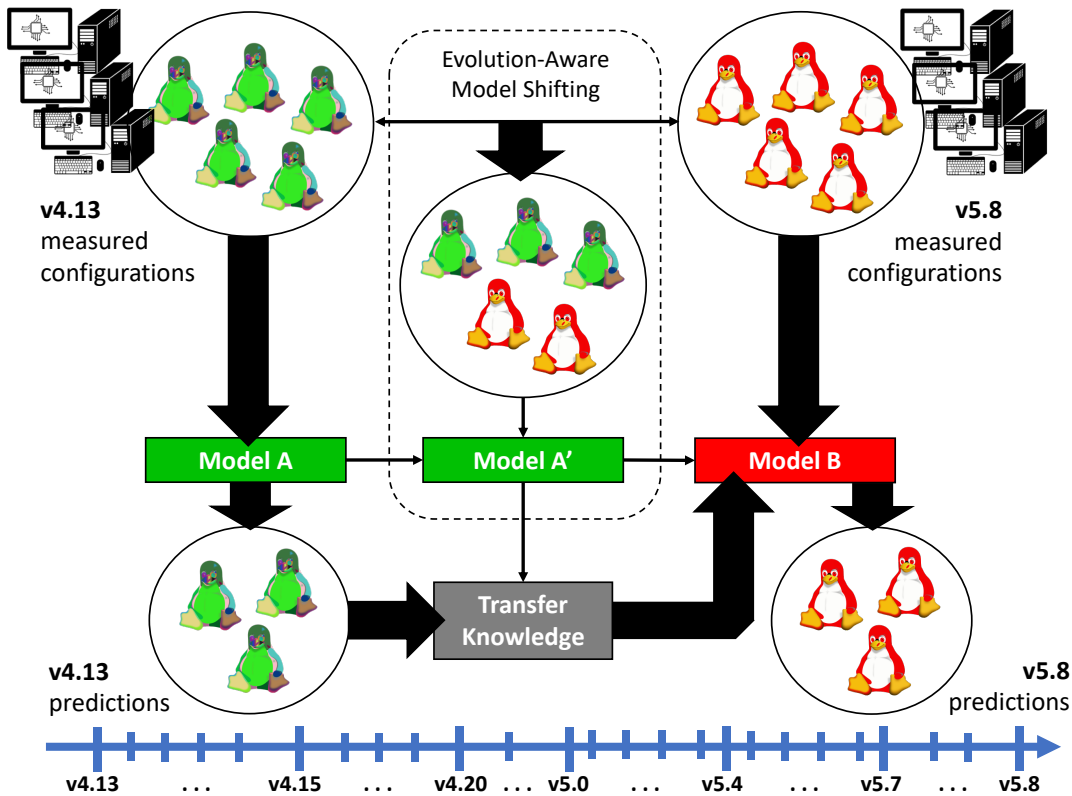 Evolution-Aware
Model Shifting
v4.13
measured
configurations
v5.8
measured
configurations
Model A
Model A'
Model B
Transfer
Knowledge
v4.13
predictions
v5.8
predictions
v4.13 ... v4.15 ... v4.20 ... v5.0 ... v5.4 ... v5.7 ... v5.8